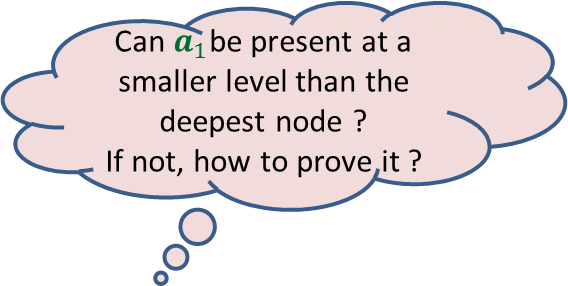 Can a₁ be present at a
smaller level than the
deepest node ?
If not, how to prove it ?